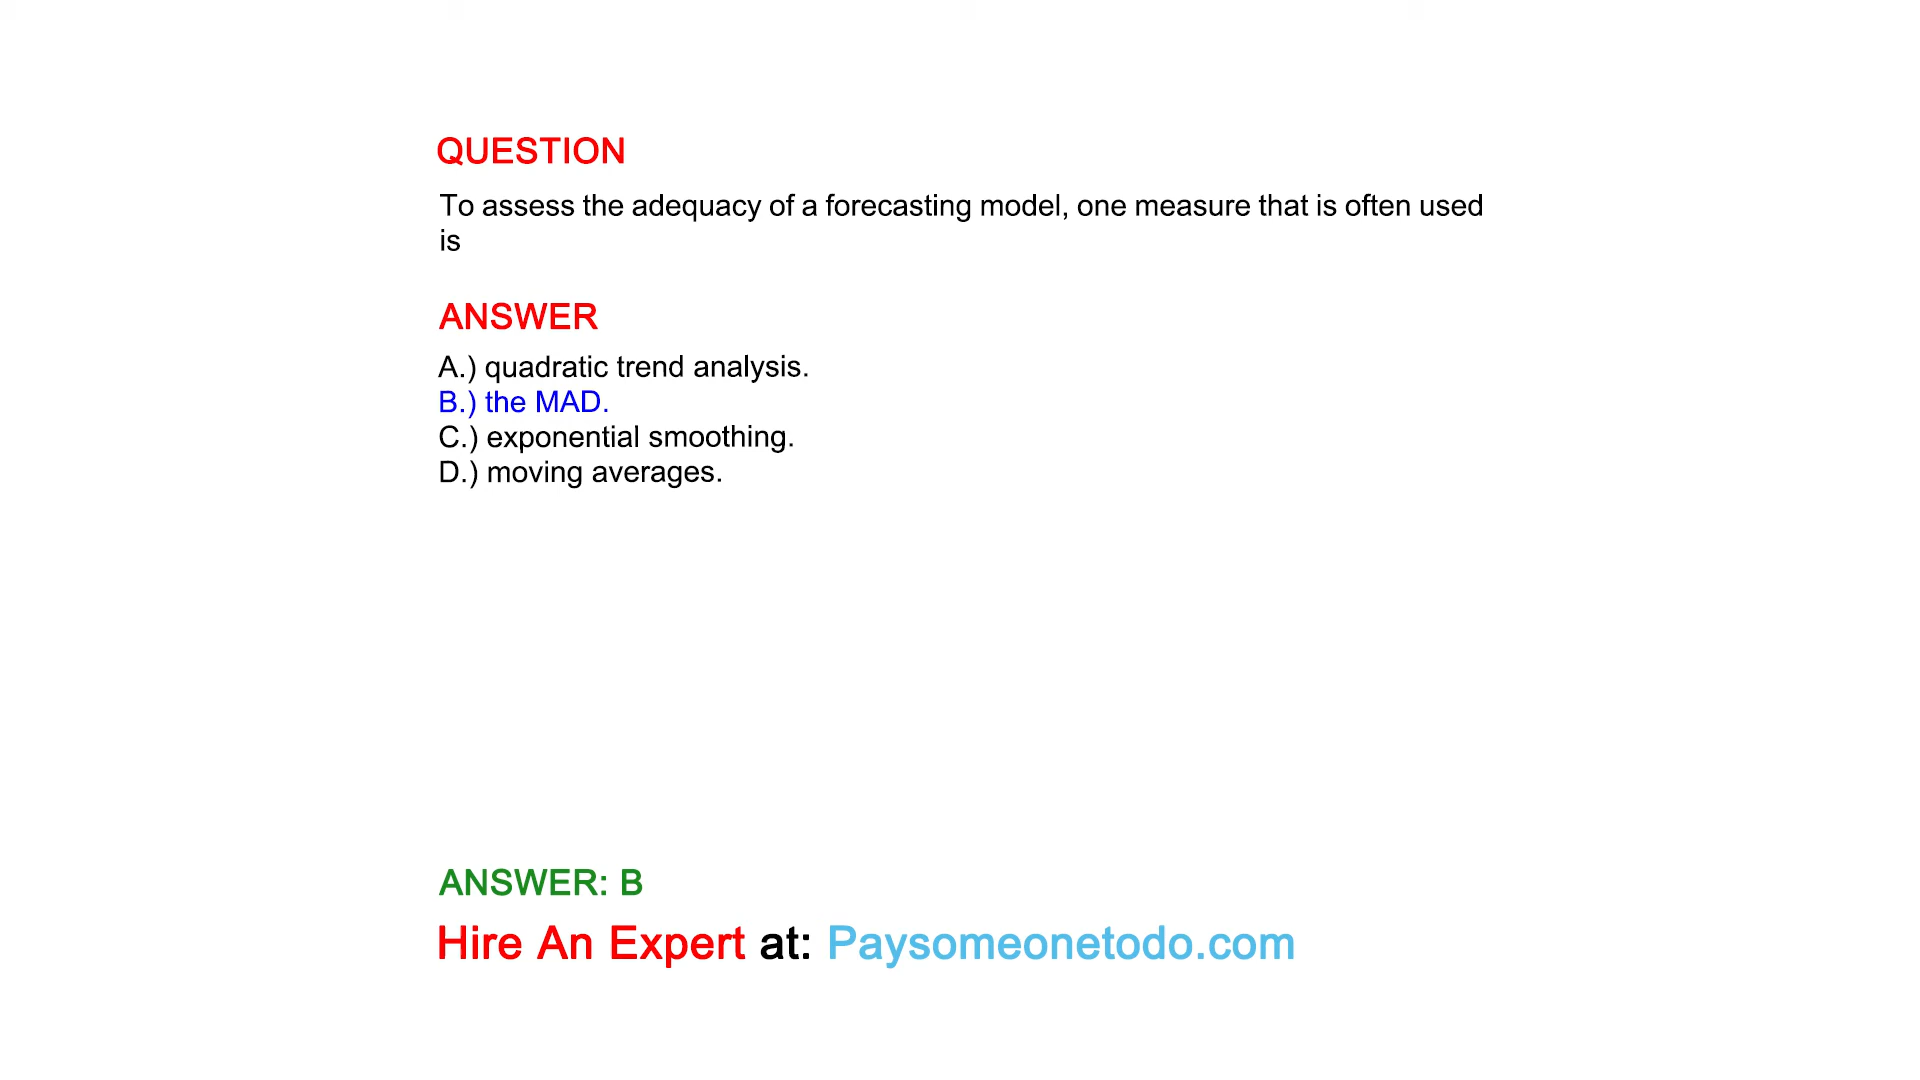 QUESTION
To assess the adequacy of a forecasting model, one measure that is often used
is
ANSWER
A.) quadratic trend analysis.
B.) the MAD.
C.) exponential smoothing.
D.) moving averages.
ANSWER: B
Hire An Expert at: Paysomeonetodo.com